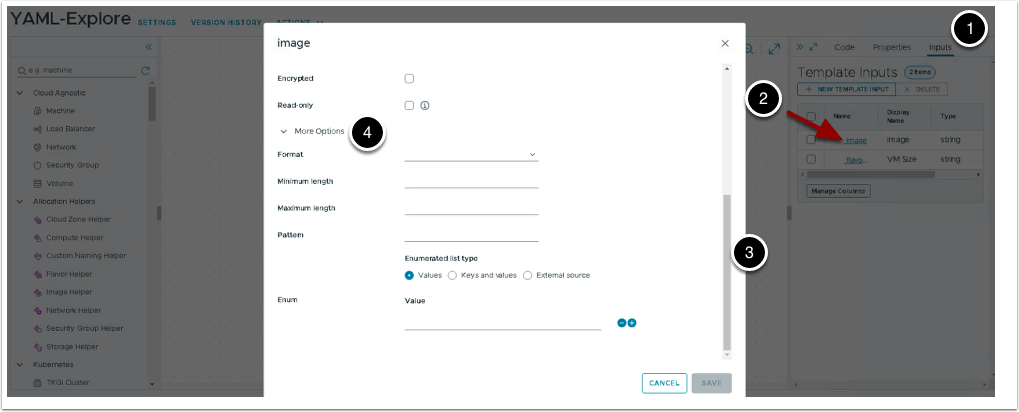 YAML-Explore SETTINGS VERSION HISTORY ACTIONS
e.g. machine
Cloud Agnostic
Machine
Load Balancer
Network
Security Group
Volume
Allocation Helpers
Cloud Zone Helper
Compute Helper
Custom Naming Helper
Flavor Helper
Image Helper
Network Helper
Security Group Helper
Storage Helper
Kubernetes
TKGI Cluster
image
Encrypted
Read-only
More Options
4
Format
Minimum length
Maximum length
Pattern
Enumerated list type
Values Keys and values External source
Enum Value
CANCEL SAVE
3
1
Code Properties Inputs
Template Inputs 2 items
+ NEW TEMPLATE INPUT × DELETE
2
Name Display Name Type
image Image string
flavo... VM Size string
Manage Columns